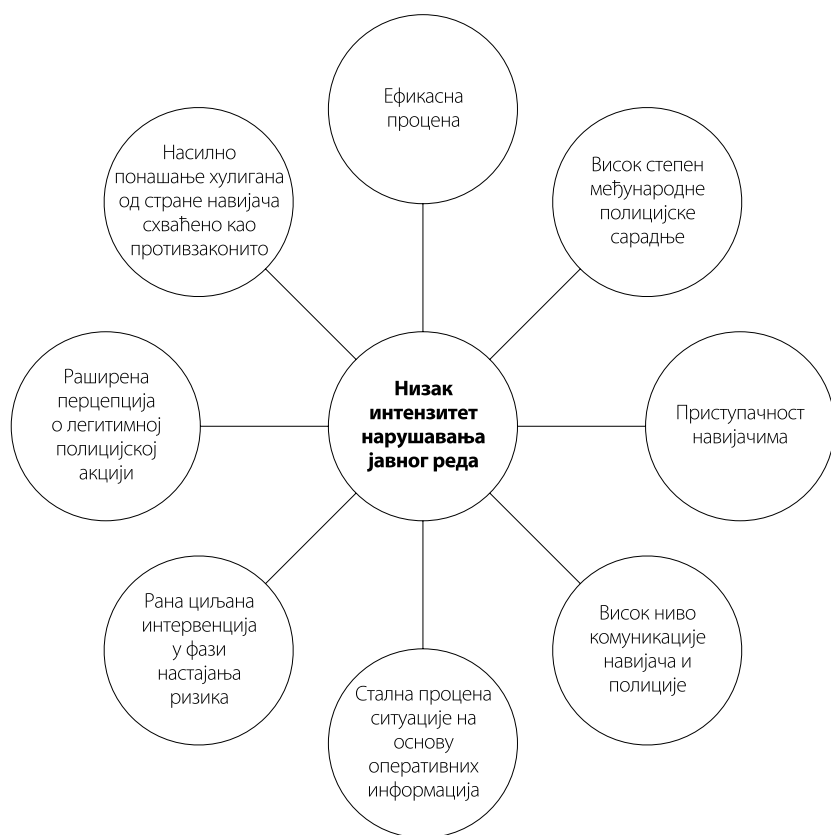 Ефикасна
процена
Висок степен
међународне
полицијске
сарадње
Приступачност
навијачима
Висок ниво
комуникације
навијача и
полиције
Стална процена
ситуације на
основу
оперативних
информација
Рана циљана
интервенција
у фази
настајања
ризика
Раширена
перцепција
о легитимној
полицијској
акцији
Насилно
понашање хулигана
од стране навијача
схваћено као
противзаконито
Низак
интензитет
нарушавања
јавног реда